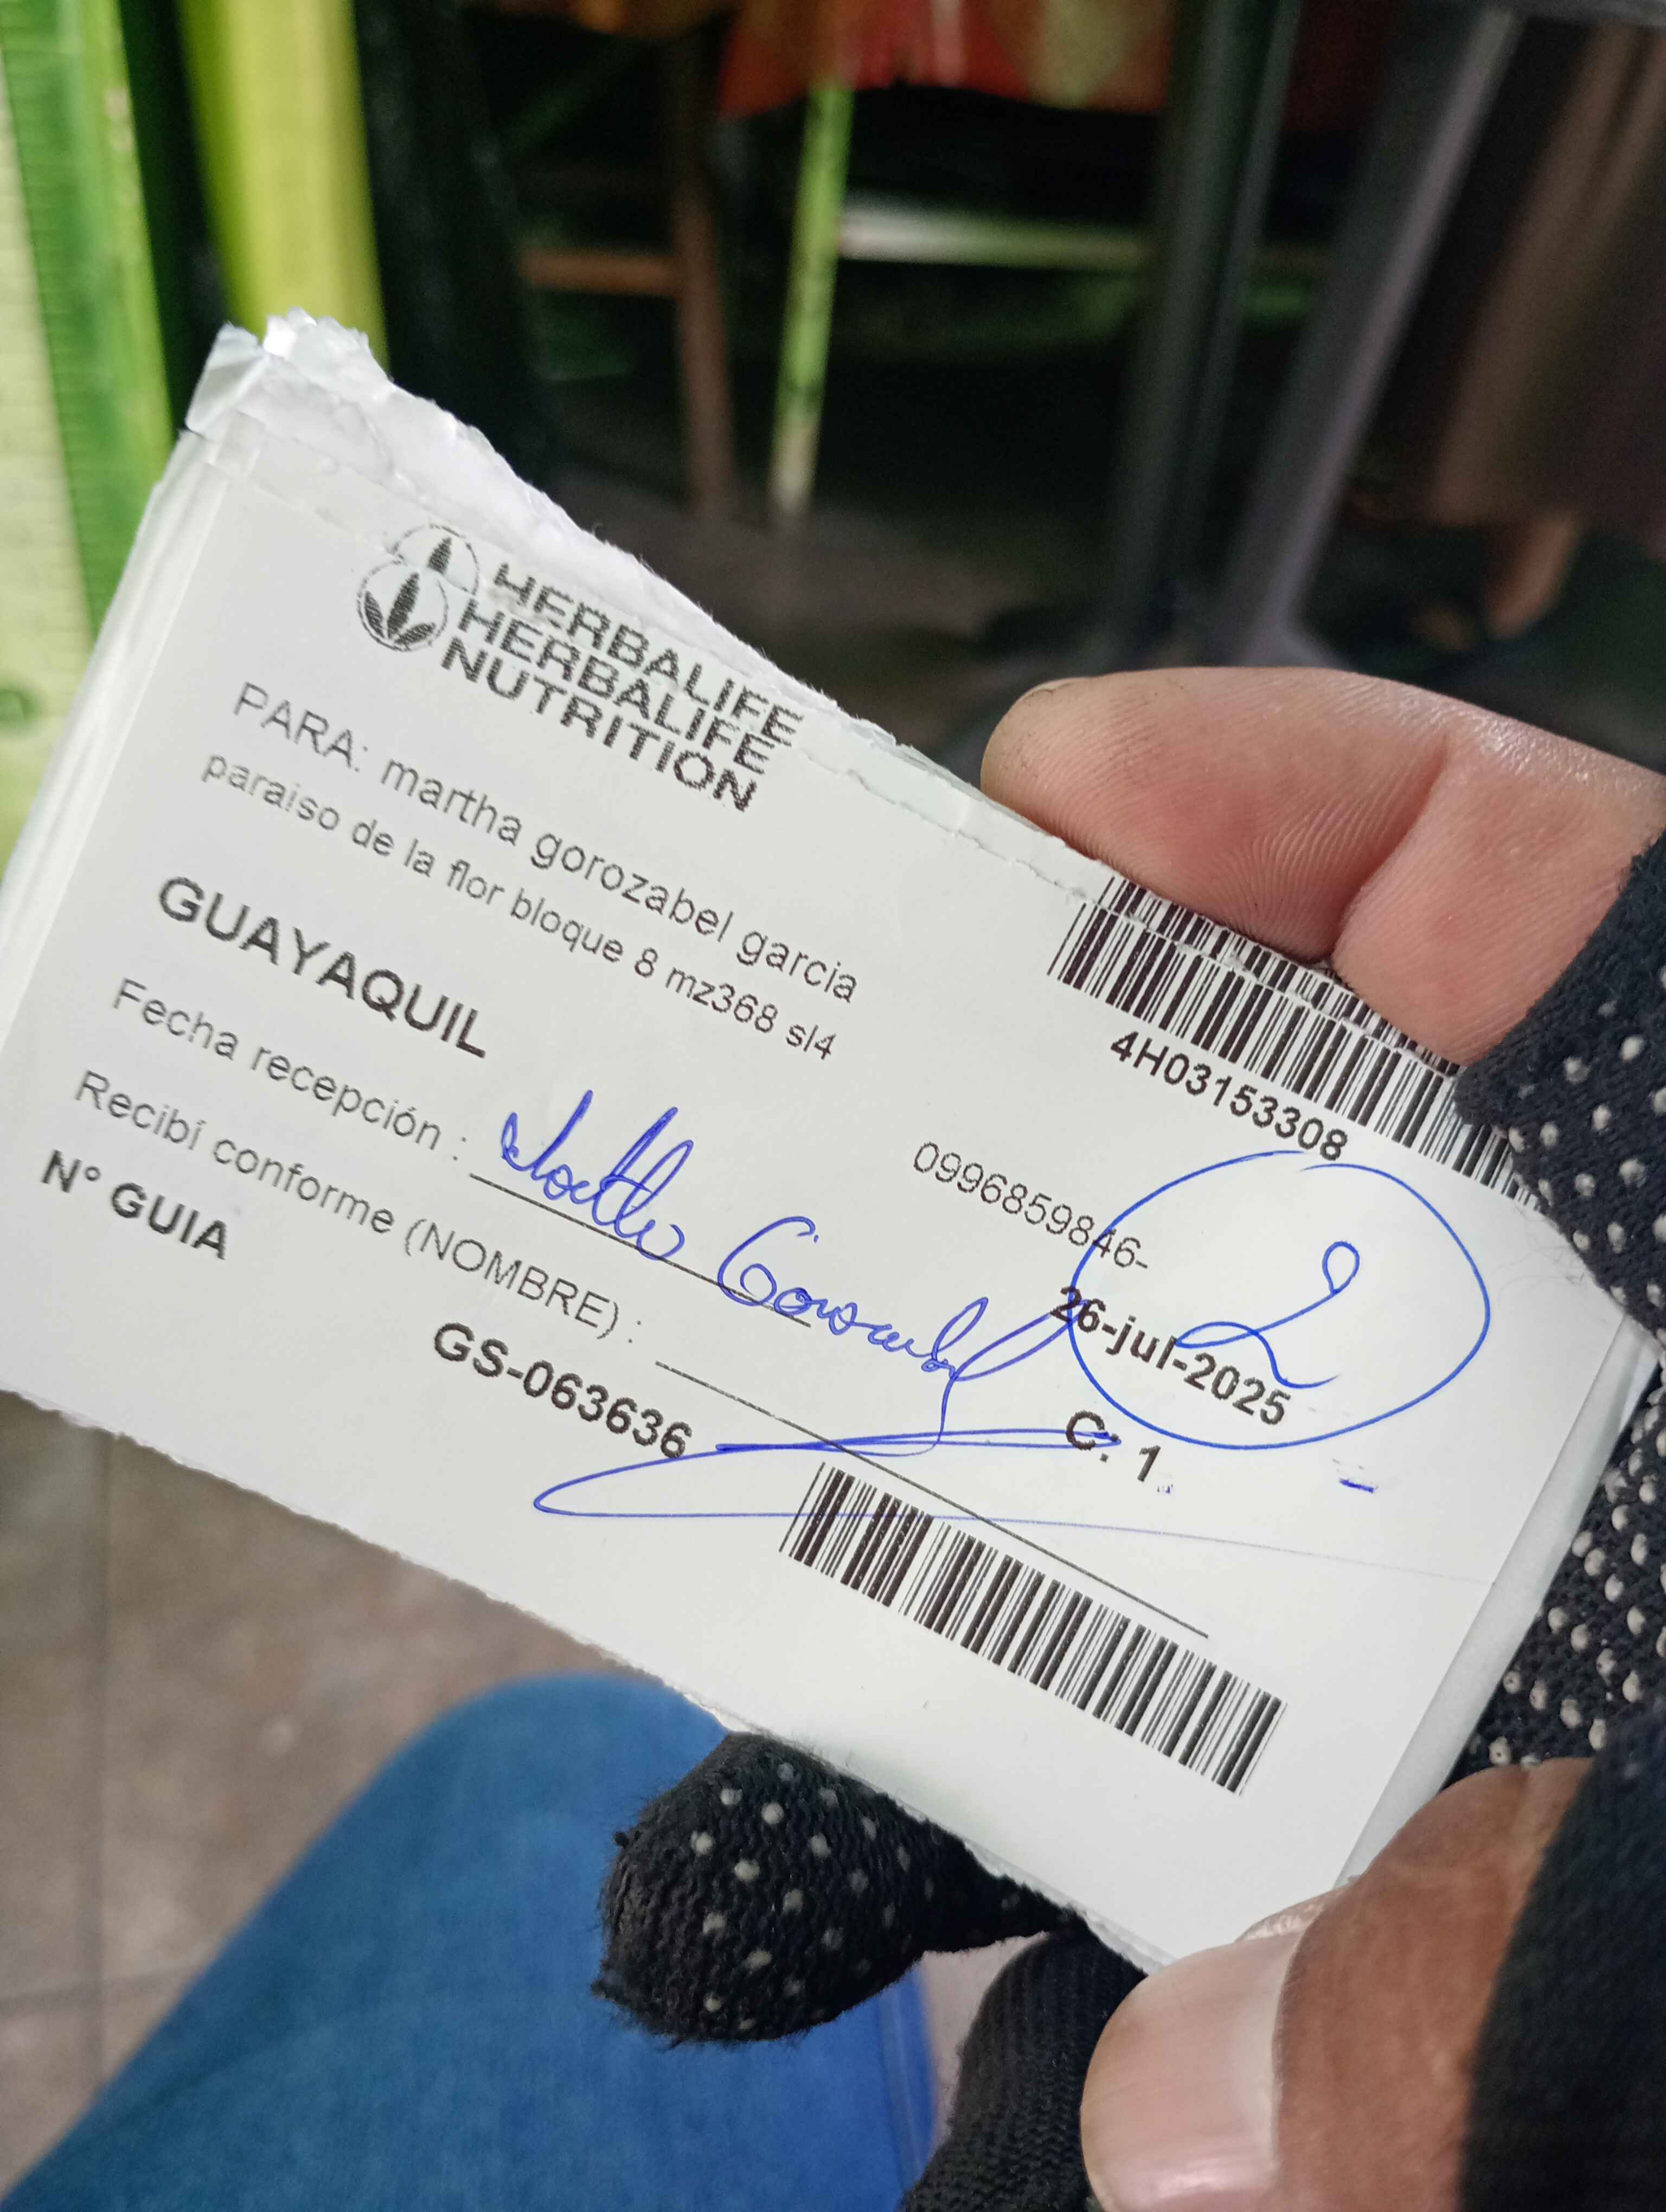 HERBALIFE
HERBALIFE
NUTRITION
PARA: martha gorozabel garcia
paraiso de la flor bloque 8 mz368 sl4
4H03153308
GUAYAQUIL
0996859846-
Fecha recepción :
26-jul-2025
2
Recibí conforme (NOMBRE) :
C: 1
N° GUIA GS-063636